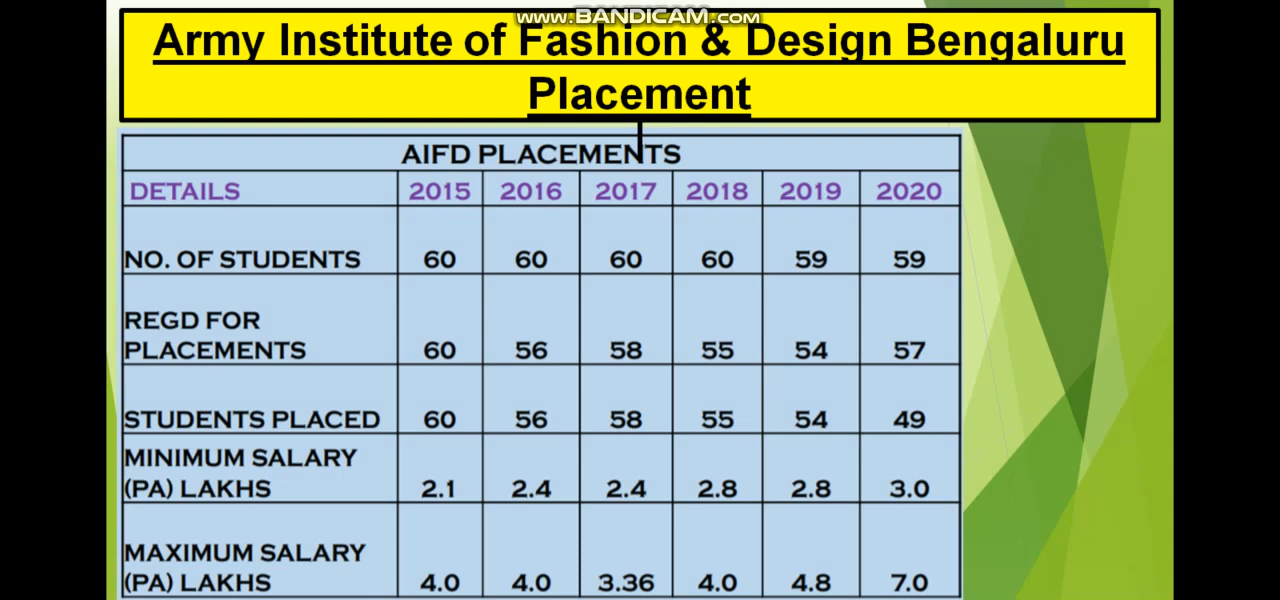 www.BANDICAM.com
Army Institute of Fashion & Design Bengaluru
Placement
AIFD PLACEMENTS
DETAILS 2015 2016 2017 2018 2019 2020
NO. OF STUDENTS 60 60 60 60 59 59
REGD FOR
PLACEMENTS 60 56 58 55 54 57
STUDENTS PLACED 60 56 58 55 54 49
MINIMUM SALARY
(PA) LAKHS 2.1 2.4 2.4 2.8 2.8 3.0
MAXIMUM SALARY
(PA) LAKHS 4.0 4.0 3.36 4.0 4.8 7.0